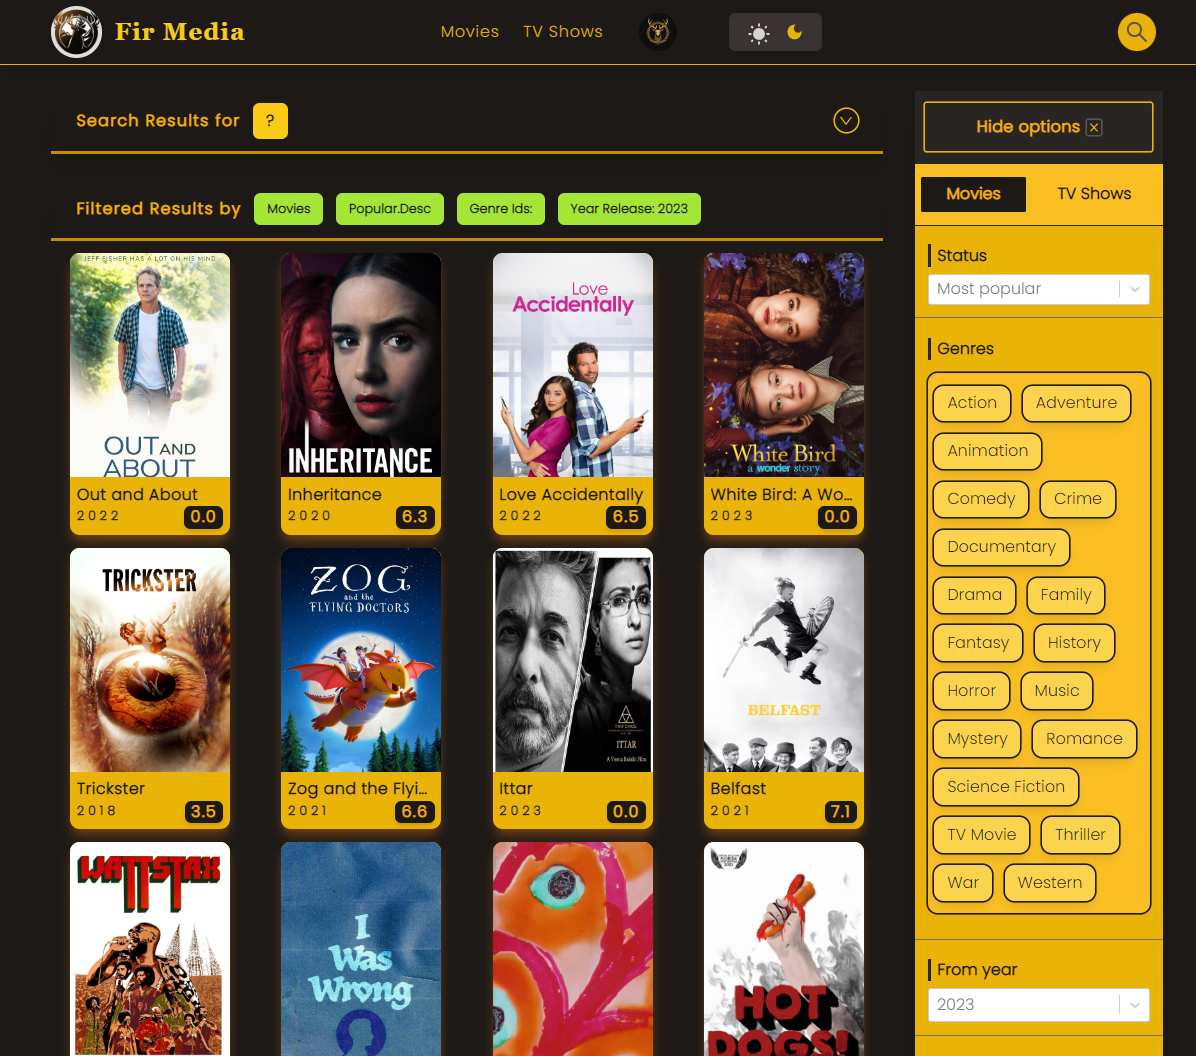 Fir Media
Movies
TV Shows
Search Results for
?
Filtered Results by
Movies
Popular.Desc
Genre Ids:
Year Release: 2023
JEFF FISHER HAS A LOT ON HIS MIND
OUT AND
ABOUT
Out and About
2022
0.0
INHERITANCE
Inheritance
2020
6.3
Love
Accidentally
Love Accidentally
2022
6.5
White Bird
a wonder story
White Bird: A Wo...
2023
0.0
TRICKSTER
Trickster
2018
3.5
ZOG
and the
FLYING DOCTORS
Zog and the Flyi...
2021
6.6
ITTAR
Ittar
2023
0.0
BELFAST
Belfast
2021
7.1
WATTSTAX
I
Was
Wrong
HOT
DOGS!
Hide options
Movies
TV Shows
Status
Most popular
Genres
Action
Adventure
Animation
Comedy
Crime
Documentary
Drama
Family
Fantasy
History
Horror
Music
Mystery
Romance
Science Fiction
TV Movie
Thriller
War
Western
From year
2023